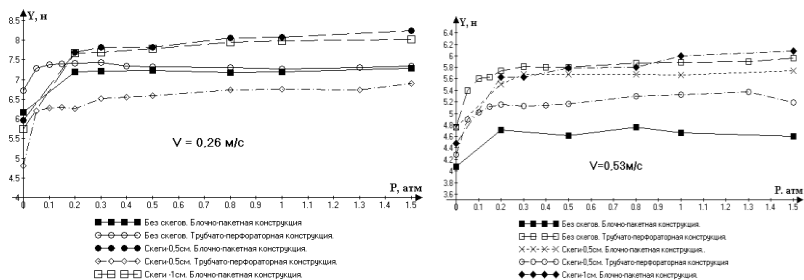 Y, н
8.5
8
7.5
7
6.5
6
5.5
5
4.5
4
0 0.1 0.2 0.3 0.4 0.5 0.6 0.7 0.8 0.9 1.0 1.1 1.2 1.3 1.4 1.5
V = 0,26 м/с
P, атм
Без скегов. Блочно-пакетная конструкция
Без скегов. Трубчато-перфораторная конструкция.
Скеги-0,5см. Блочно-пакетная конструкция.
Скеги-0,5см. Трубчато-перфораторная конструкция.
Скеги -1см. Блочно-пакетная конструкция.
Y, н
6.4
6.2
6
5.8
5.6
5.4
5.2
5
4.8
4.6
4.4
4.2
4
3.8
3.6
0 0.1 0.2 0.3 0.4 0.5 0.6 0.7 0.8 0.9 1.0 1.1 1.2 1.3 1.4 1.5
V=0,53м/с
P. атм
Без скегов. Блочно-пакетная конструкция.
Без скегов. Трубчато-перфораторная конструкция.
Скеги-0,5см. Блочно-пакетная конструкция..
Скеги-0,5см. Трубчато-перфораторная конструкция
Скеги-1см. Блочно-пакетная конструкция.